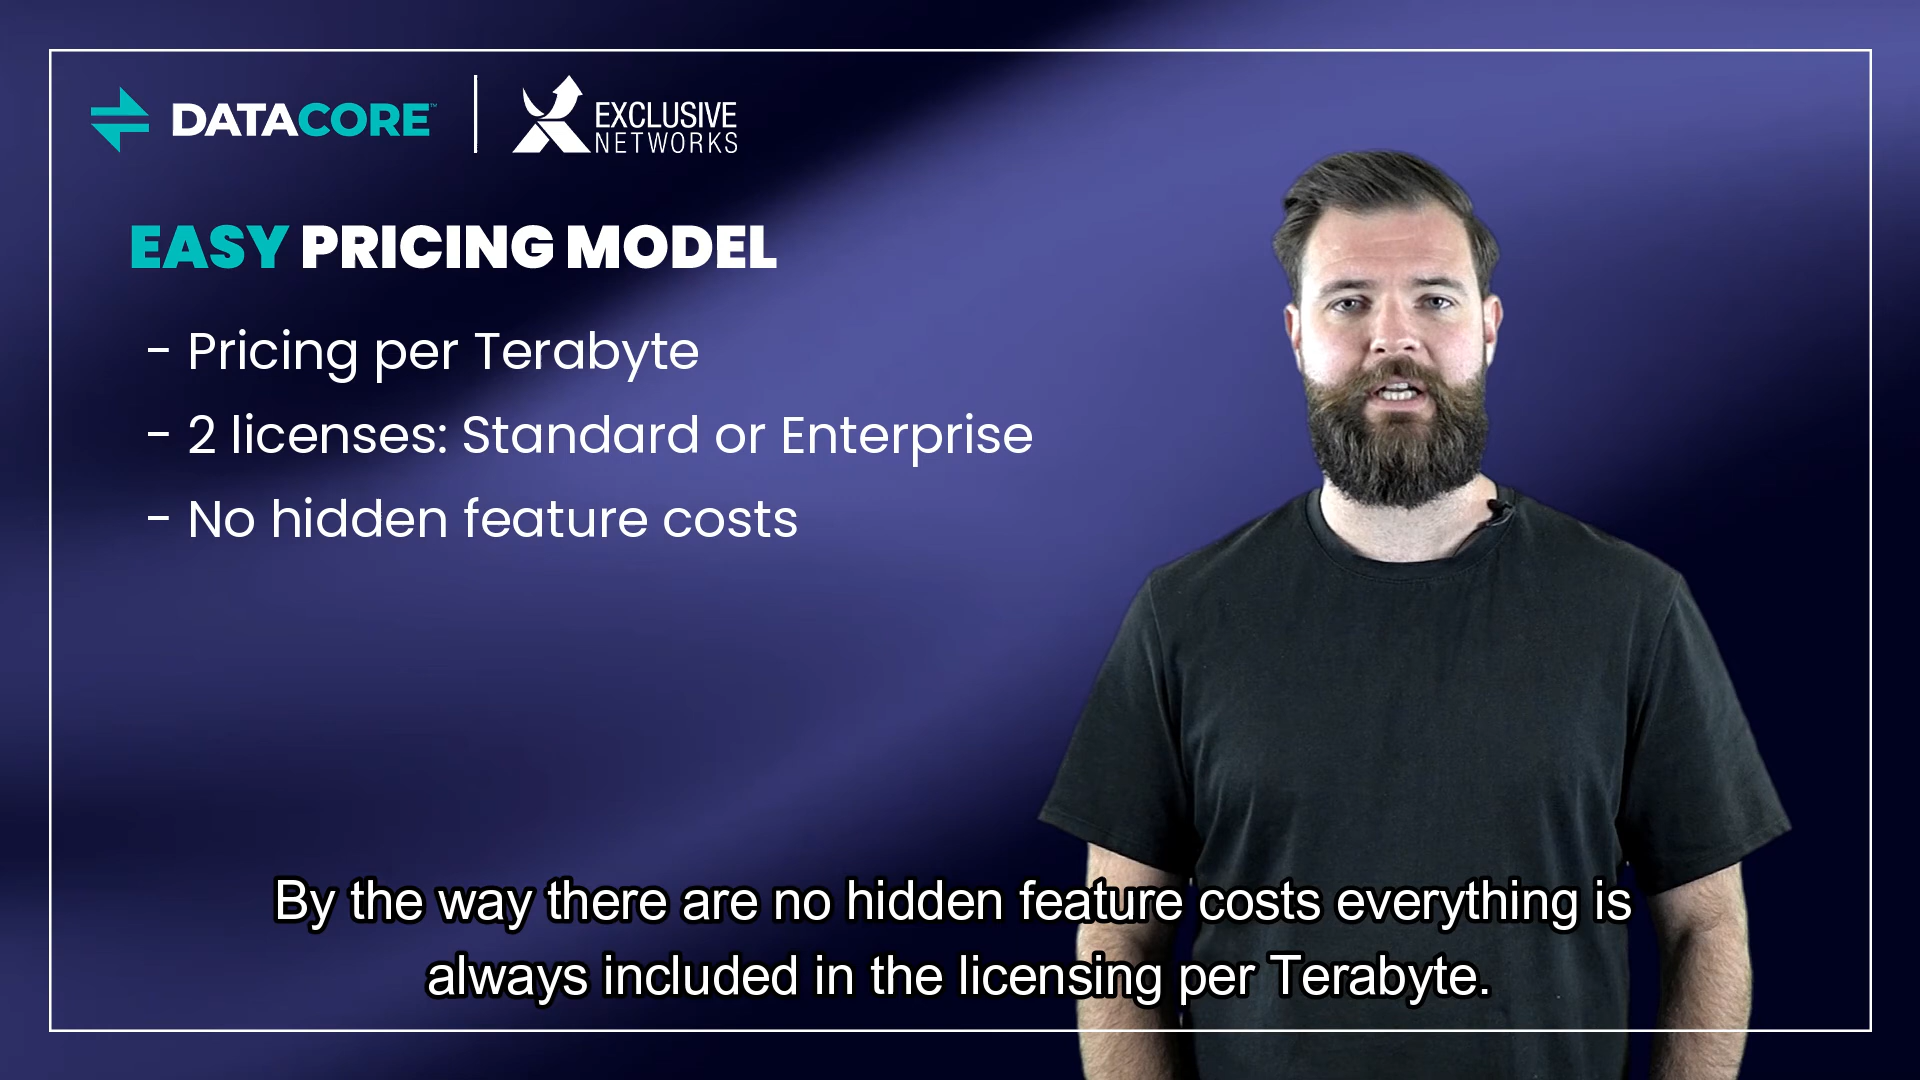 DATACORE™
EXCLUSIVE
NETWORKS
EASY PRICING MODEL
- Pricing per Terabyte
- 2 licenses: Standard or Enterprise
- No hidden feature costs
By the way there are no hidden feature costs everything is
always included in the licensing per Terabyte.